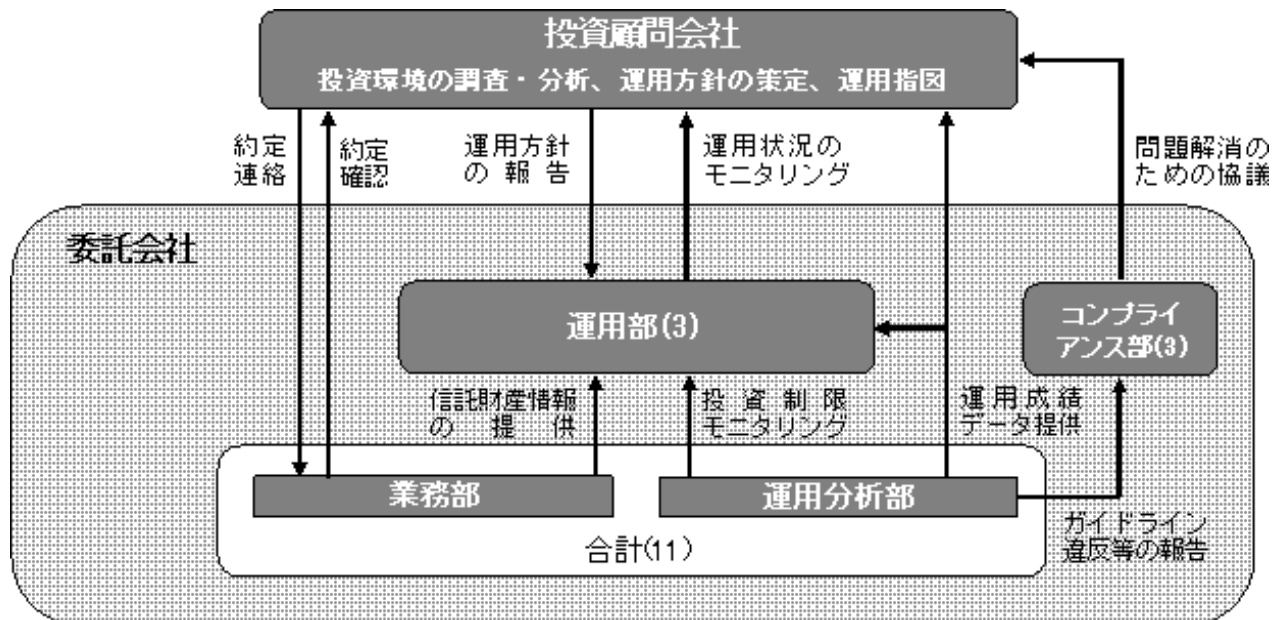 投資顧問会社
投資環境の調査・分析、運用方針の策定、運用指図
約定
連絡
約定
確認
運用方針
の報告
運用状況の
モニタリング
問題解消の
ための協議
委託会社
運用部(3)
コンプライ
アンス部(3)
信託財産情報
の提供
投資制限
モニタリング
運用成績
データ提供
業務部
運用分析部
合計(11)
ガイドライン
違反等の報告